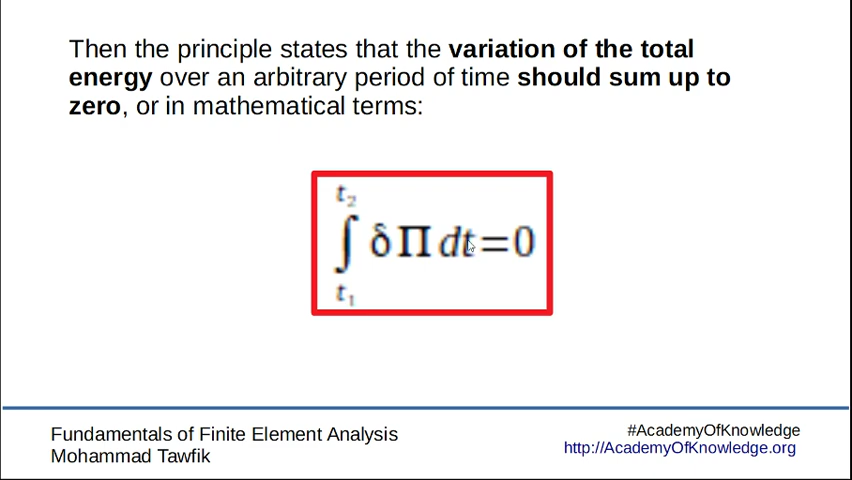 Then the principle states that the variation of the total
energy over an arbitrary period of time should sum up to
zero, or in mathematical terms:
t₂
∫ δ Π dt = 0
t₁
Fundamentals of Finite Element Analysis
Mohammad Tawfik
#AcademyOfKnowledge
http://AcademyOfKnowledge.org